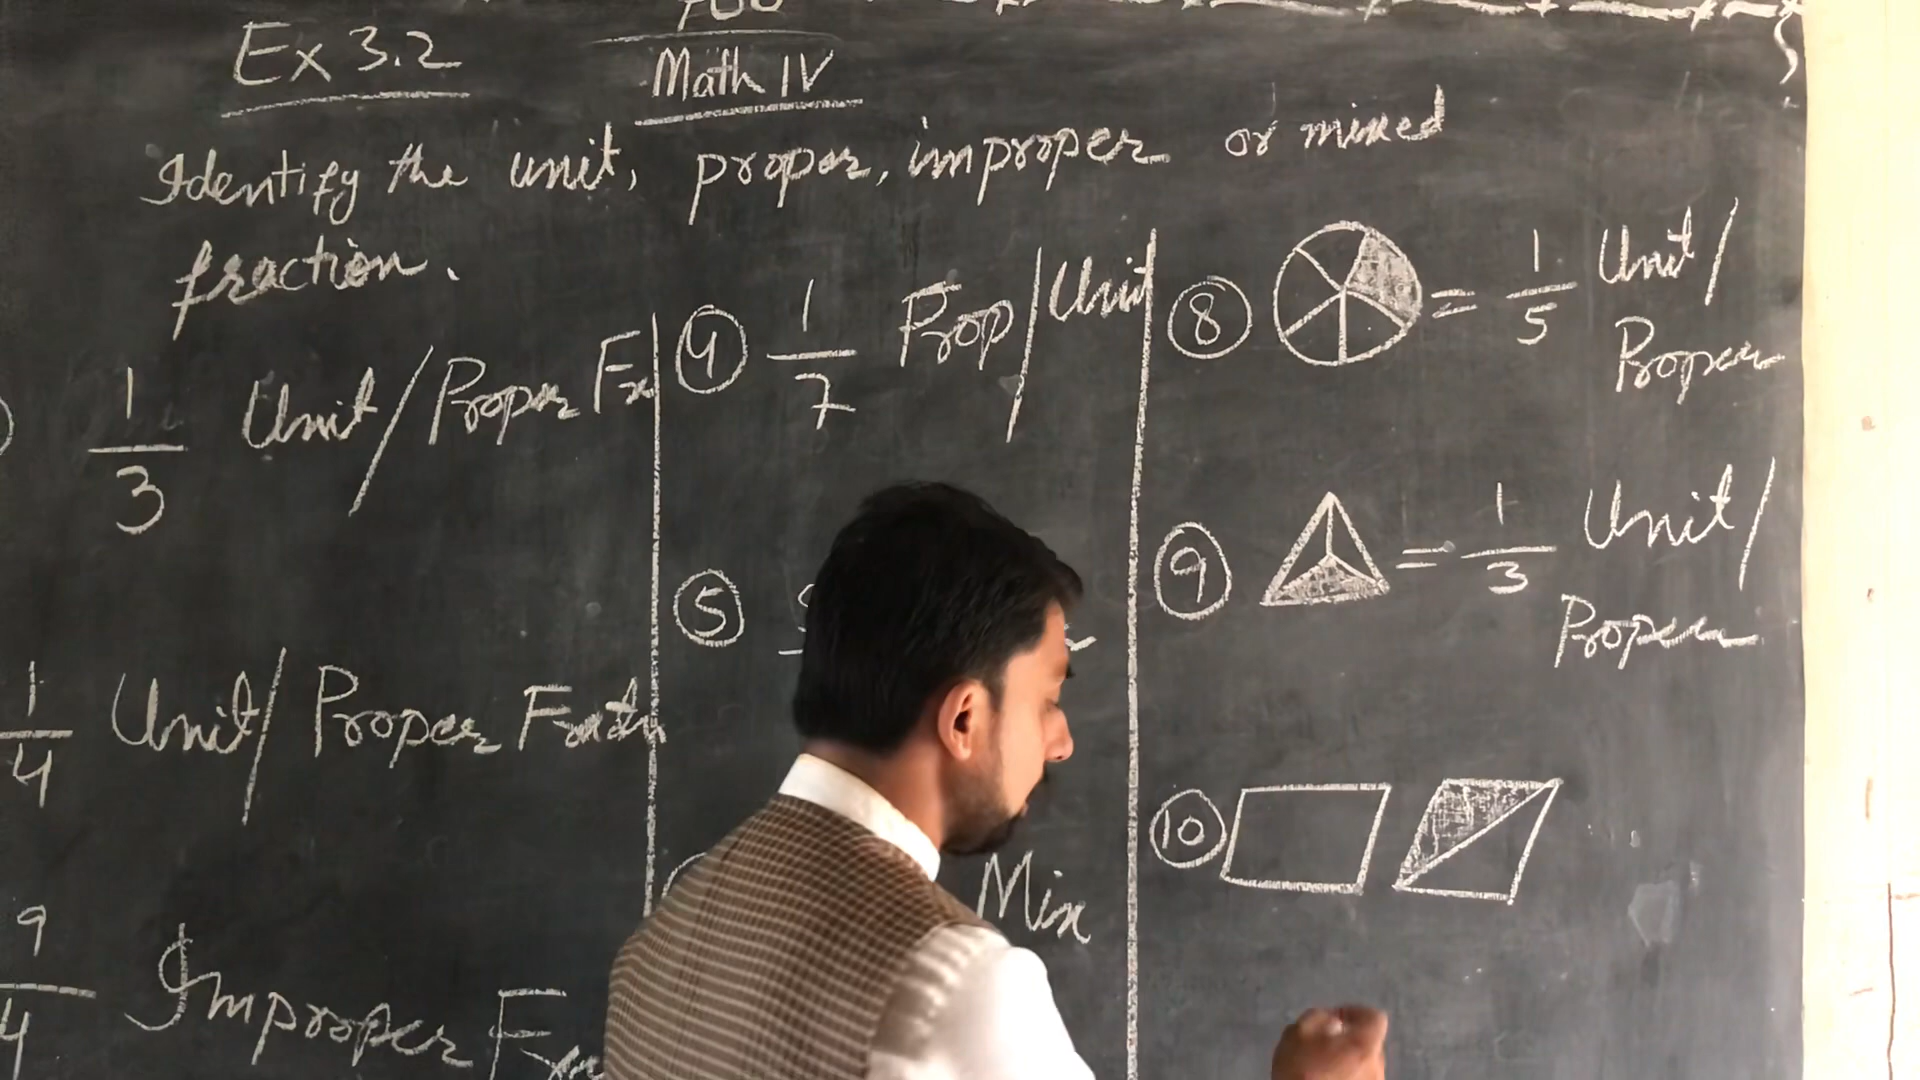 Ex 3.2
Math IV
Identify the unit, proper, improper or mixed
fraction.
1/3 Unit/Proper Fr
1/4 Unit/Proper
9/4 Improper
④ 1/7 Prop/Unit
⑤
Mix
⑧ = 1/5 Unit/
Proper
⑨ = 1/3 Unit/
Proper
⑩